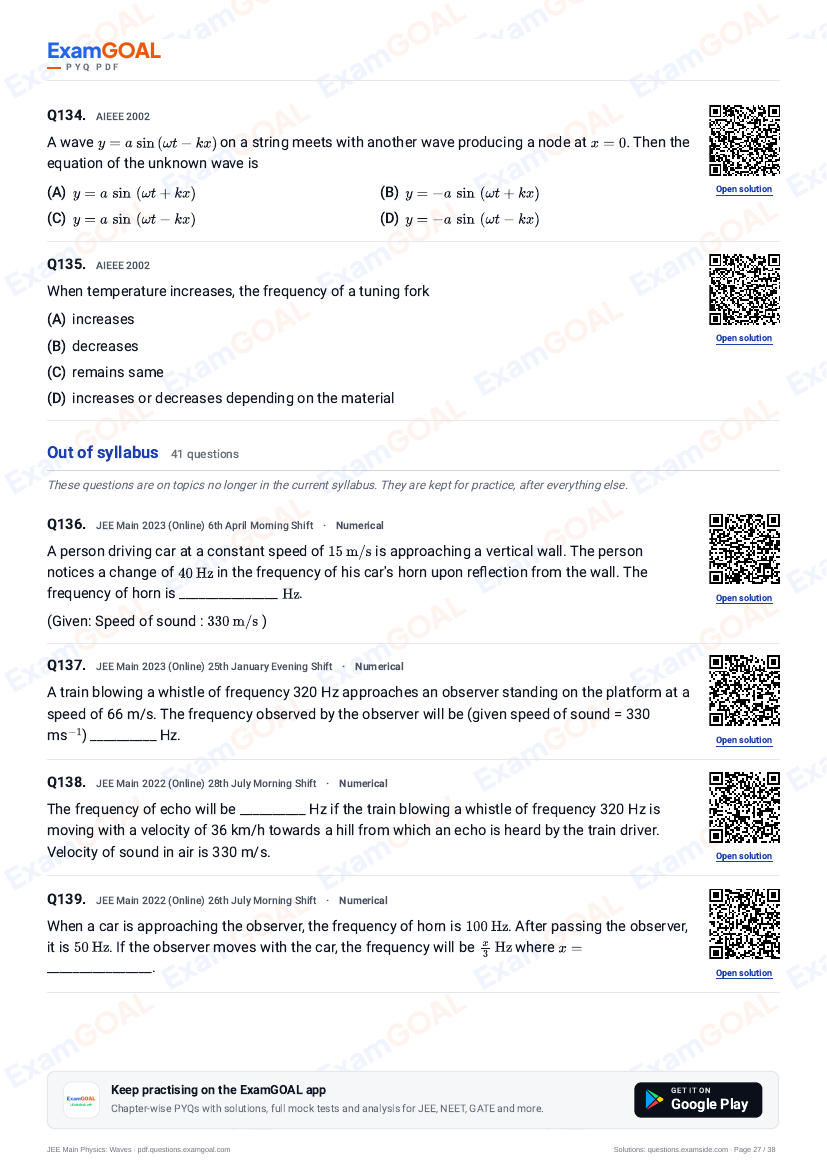 ExamGOAL
PYQ PDF
Q134. AIEEE 2002
A wave y = a sin (ωt − kx) on a string meets with another wave producing a node at x = 0. Then the
equation of the unknown wave is
(A) y = a sin (ωt + kx)
(B) y = −a sin (ωt + kx)
(C) y = a sin (ωt − kx)
(D) y = −a sin (ωt − kx)
Open solution
Q135. AIEEE 2002
When temperature increases, the frequency of a tuning fork
(A) increases
(B) decreases
(C) remains same
(D) increases or decreases depending on the material
Open solution
Out of syllabus 41 questions
These questions are on topics no longer in the current syllabus. They are kept for practice, after everything else.
Q136. JEE Main 2023 (Online) 6th April Morning Shift · Numerical
A person driving car at a constant speed of 15 m/s is approaching a vertical wall. The person
notices a change of 40 Hz in the frequency of his car's horn upon reflection from the wall. The
frequency of horn is _______________ Hz.
(Given: Speed of sound : 330 m/s )
Open solution
Q137. JEE Main 2023 (Online) 25th January Evening Shift · Numerical
A train blowing a whistle of frequency 320 Hz approaches an observer standing on the platform at a
speed of 66 m/s. The frequency observed by the observer will be (given speed of sound = 330
ms⁻¹) __________ Hz.
Open solution
Q138. JEE Main 2022 (Online) 28th July Morning Shift · Numerical
The frequency of echo will be __________ Hz if the train blowing a whistle of frequency 320 Hz is
moving with a velocity of 36 km/h towards a hill from which an echo is heard by the train driver.
Velocity of sound in air is 330 m/s.
Open solution
Q139. JEE Main 2022 (Online) 26th July Morning Shift · Numerical
When a car is approaching the observer, the frequency of horn is 100 Hz. After passing the observer,
it is 50 Hz. If the observer moves with the car, the frequency will be x/3 Hz where x =
________________.
Open solution
Keep practising on the ExamGOAL app
Chapter-wise PYQs with solutions, full mock tests and analysis for JEE, NEET, GATE and more.
GET IT ON
Google Play
JEE Main Physics: Waves · pdf.questions.examgoal.com
Solutions: questions.examside.com · Page 27 / 38